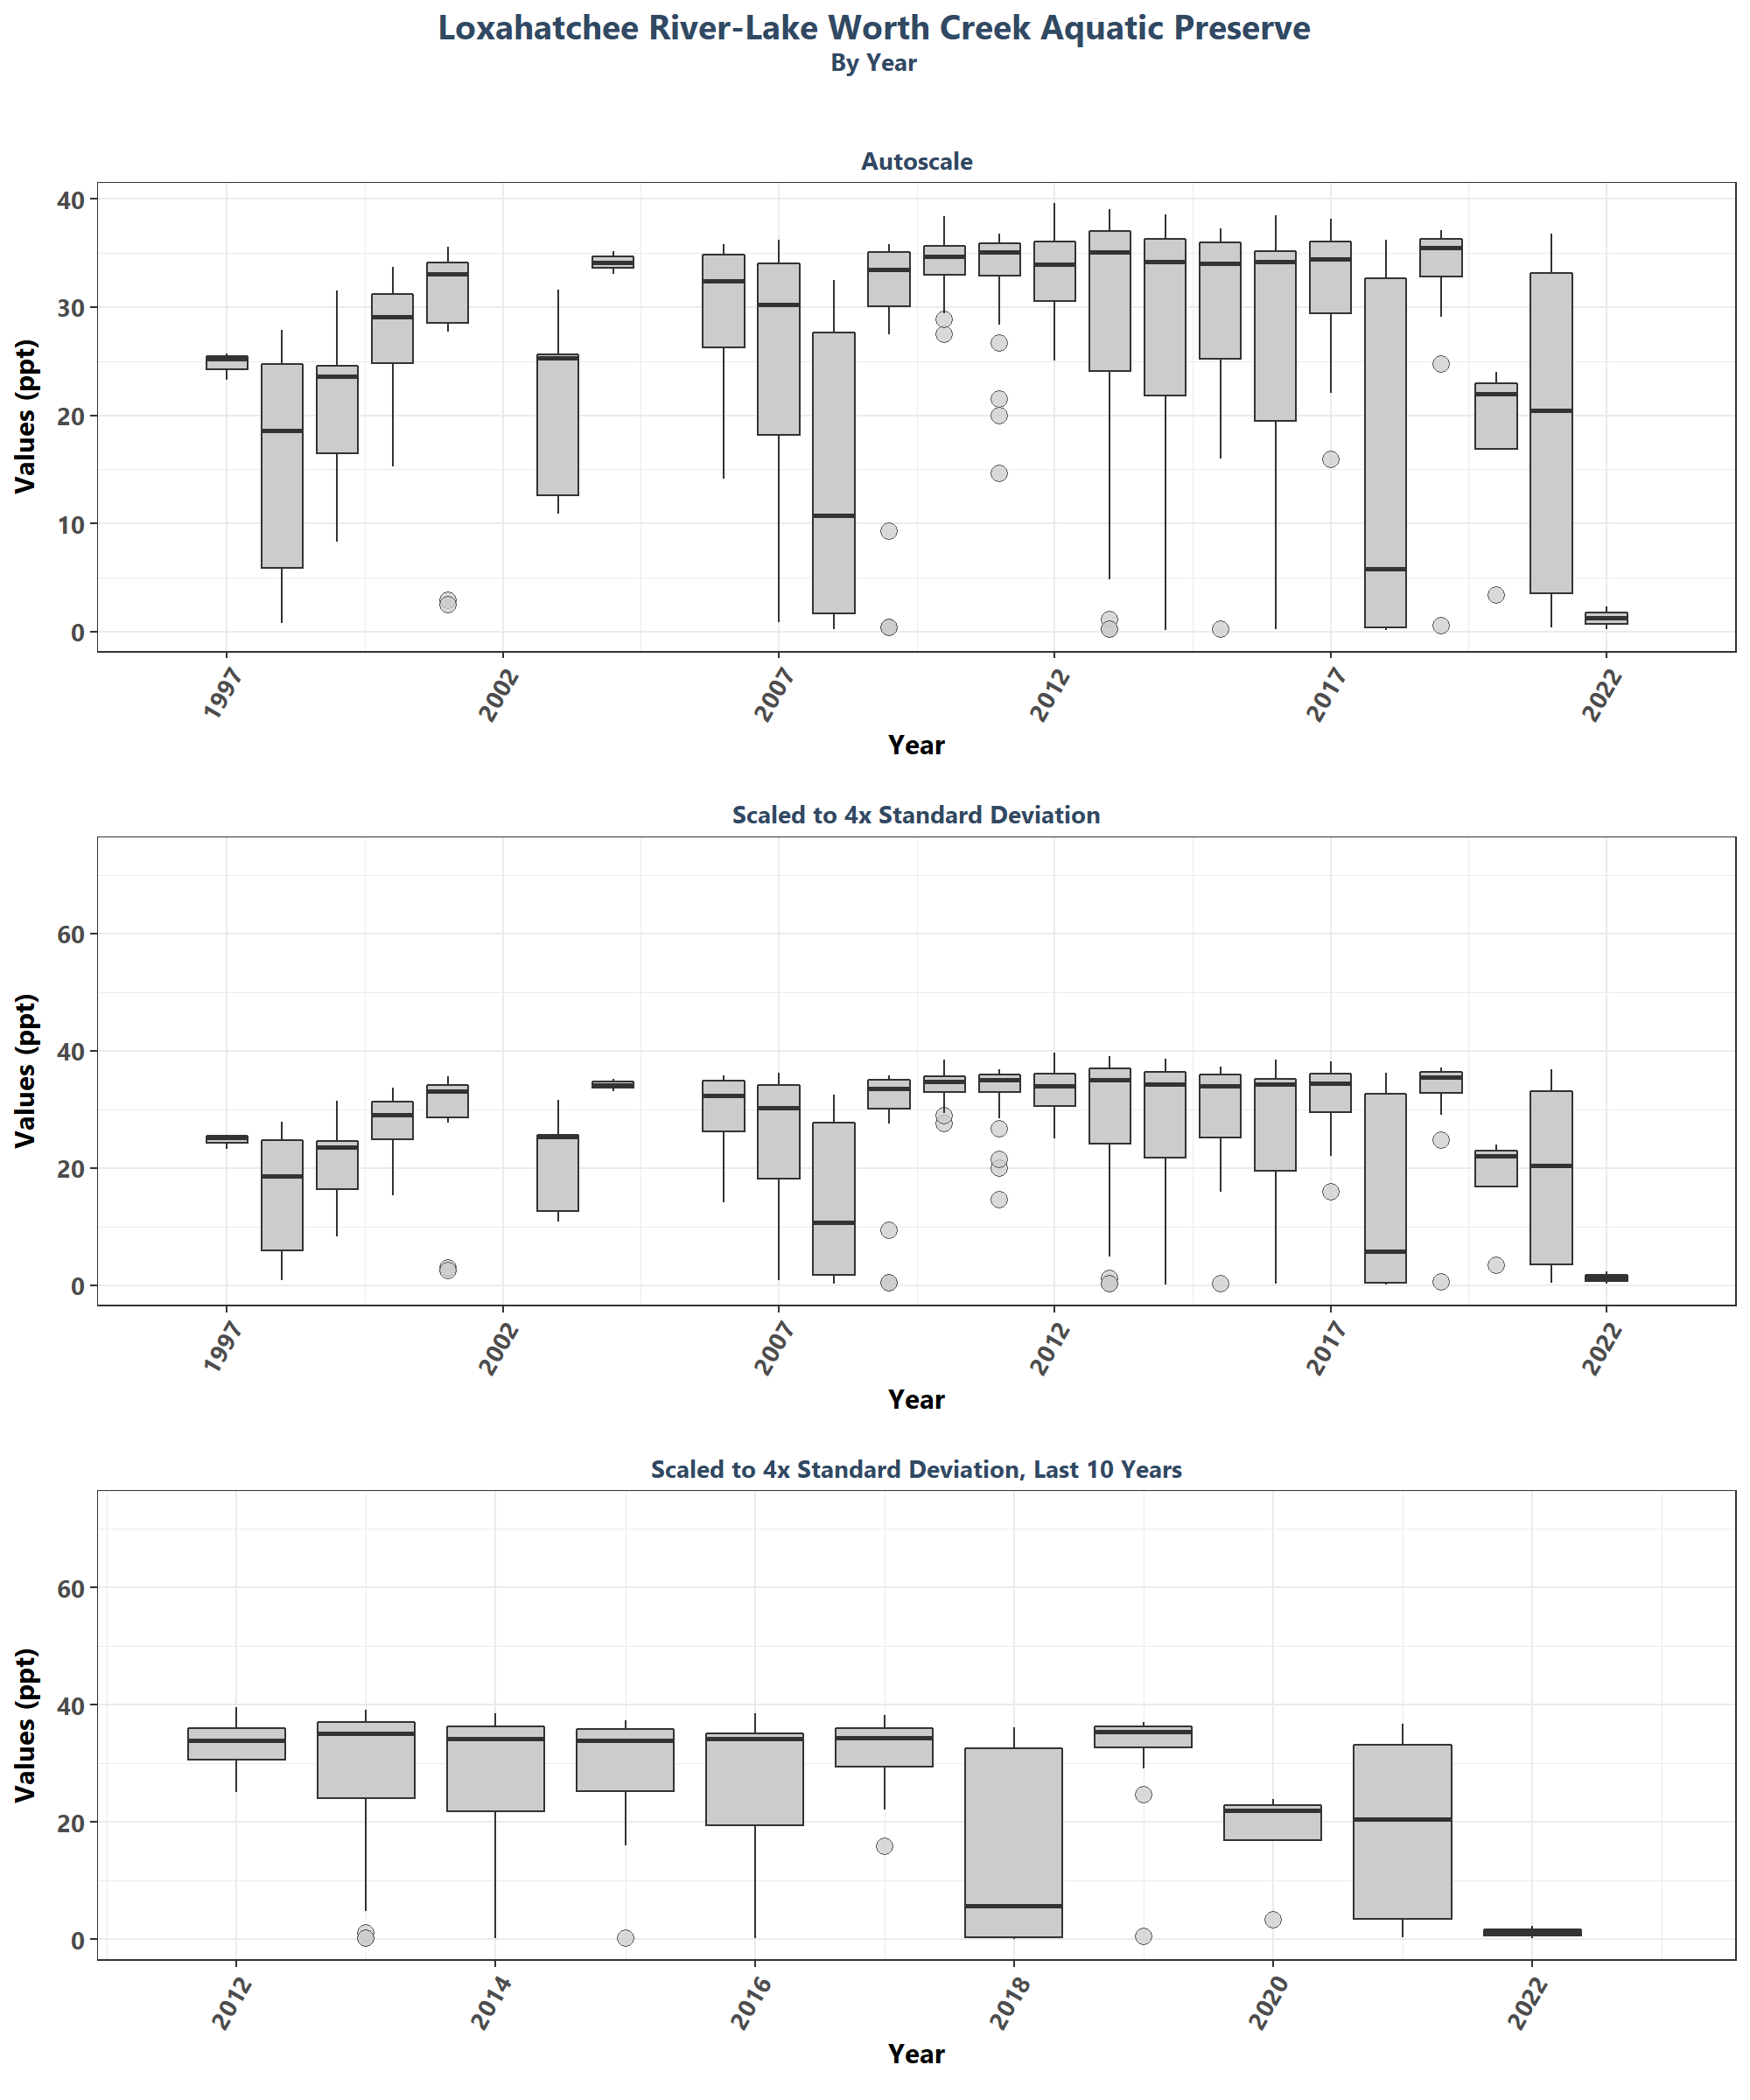 Loxahatchee River-Lake Worth Creek Aquatic Preserve
By Year
Autoscale
Values (ppt)
40
30
20
10
0
1997 2002 2007 2012 2017 2022
Year
Scaled to 4x Standard Deviation
Values (ppt)
60
40
20
0
1997 2002 2007 2012 2017 2022
Year
Scaled to 4x Standard Deviation, Last 10 Years
Values (ppt)
60
40
20
0
2012 2014 2016 2018 2020 2022
Year